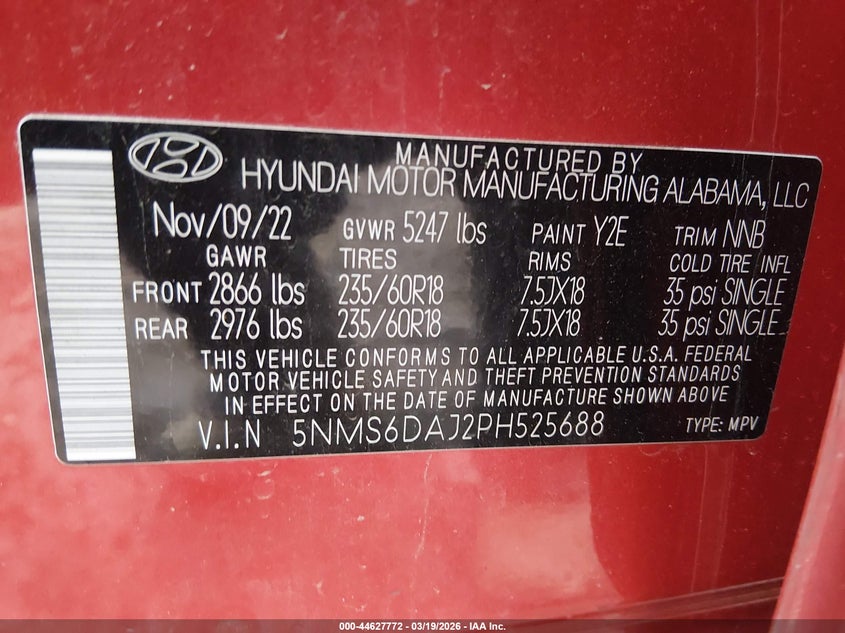 MANUFACTURED BY
HYUNDAI MOTOR MANUFACTURING ALABAMA, LLC
Nov/09/22 GVWR 5247 lbs PAINT Y2E TRIM NNB
GAWR TIRES RIMS COLD TIRE INFL
FRONT 2866 lbs 235/60R18 7.5JX18 35 psi SINGLE
REAR 2976 lbs 235/60R18 7.5JX18 35 psi SINGLE
THIS VEHICLE CONFORMS TO ALL APPLICABLE U.S.A. FEDERAL
MOTOR VEHICLE SAFETY AND THEFT PREVENTION STANDARDS
IN EFFECT ON THE DATE OF MANUFACTURE SHOWN ABOVE
V.I.N 5NMS6DAJ2PH525688 TYPE: MPV
000-44627772 | 03/19/2026 - IAA Inc.